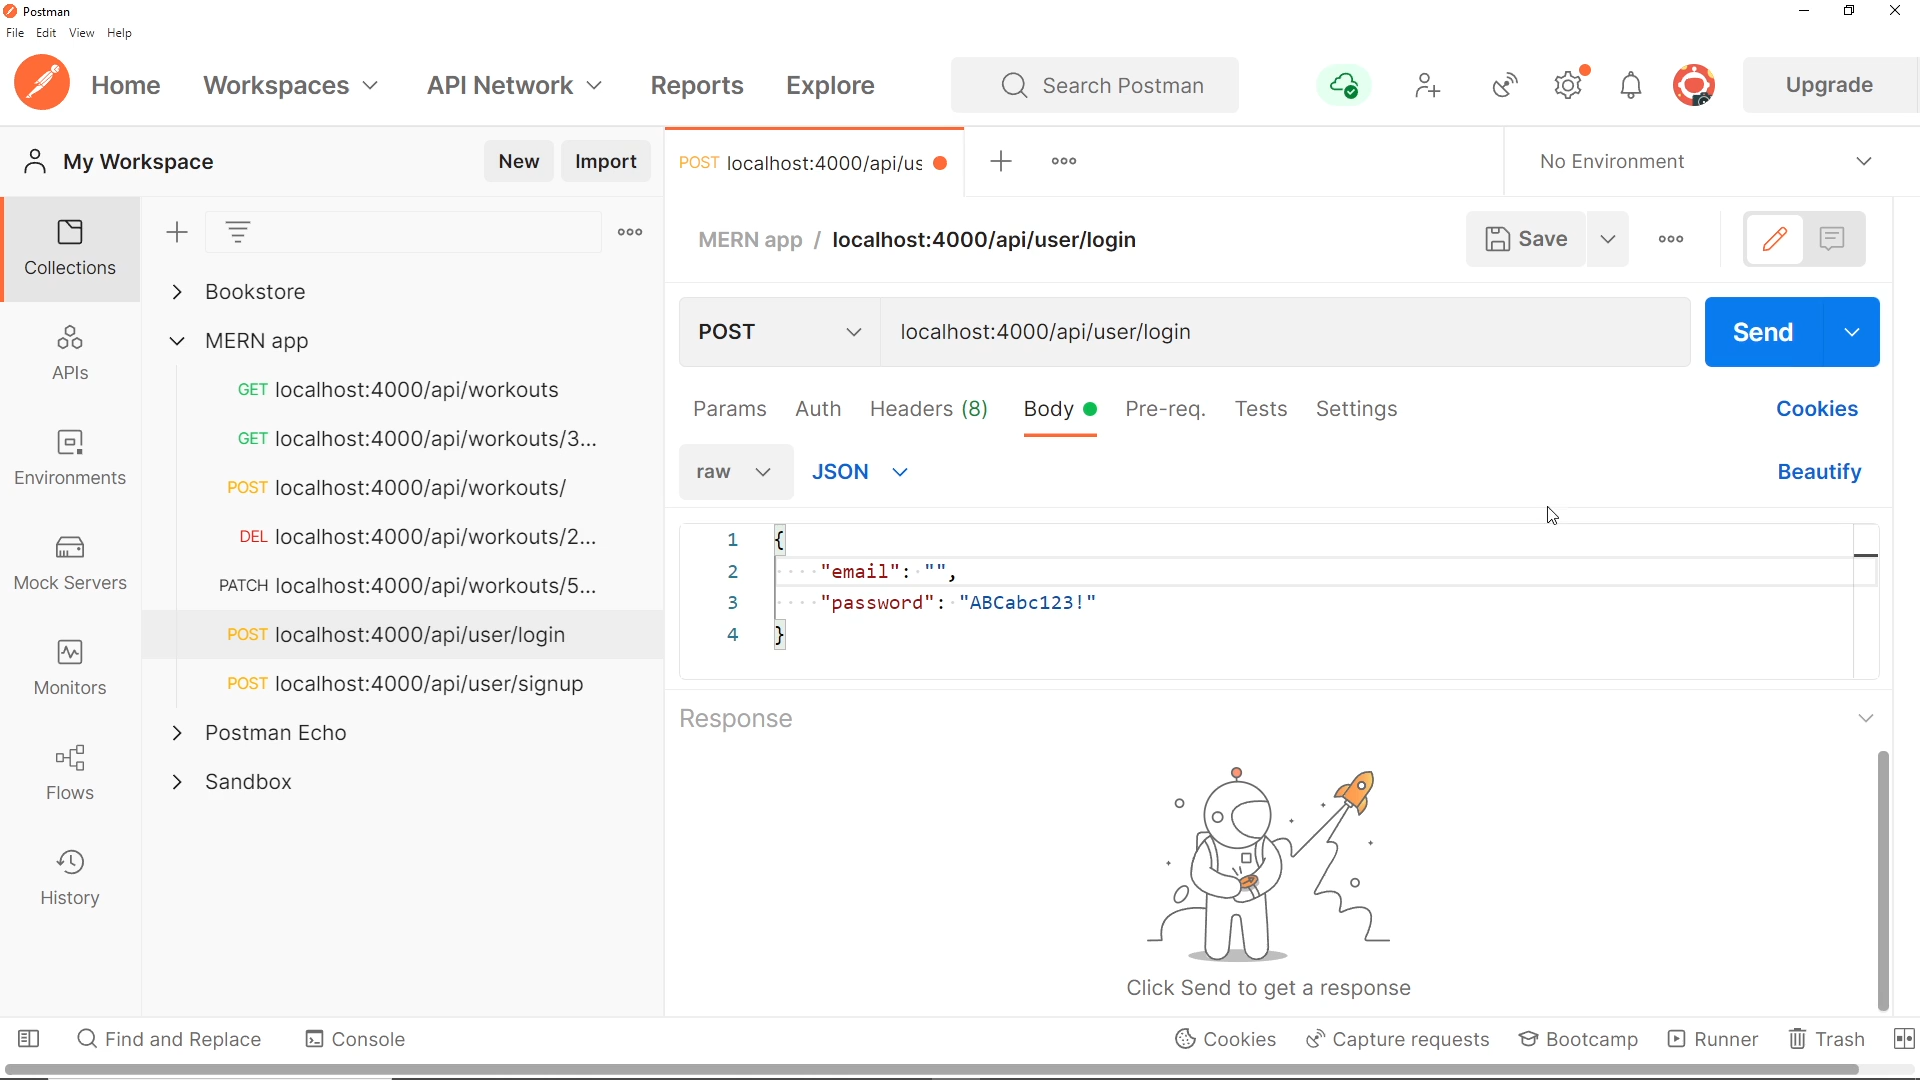 Postman
File Edit View Help
Home Workspaces API Network Reports Explore Search Postman Upgrade
My Workspace New Import POST localhost:4000/api/us No Environment
Collections
APIs
Environments
Mock Servers
Monitors
Flows
History
Bookstore
MERN app
GET localhost:4000/api/workouts
GET localhost:4000/api/workouts/3...
POST localhost:4000/api/workouts/
DEL localhost:4000/api/workouts/2...
PATCH localhost:4000/api/workouts/5...
POST localhost:4000/api/user/login
POST localhost:4000/api/user/signup
Postman Echo
Sandbox
MERN app / localhost:4000/api/user/login Save
POST localhost:4000/api/user/login Send
Params Auth Headers (8) Body Pre-req. Tests Settings Cookies
raw JSON Beautify
1 {
2 "email": "",
3 "password": "ABCabc123!"
4 }
Response
Click Send to get a response
Find and Replace Console Cookies Capture requests Bootcamp Runner Trash